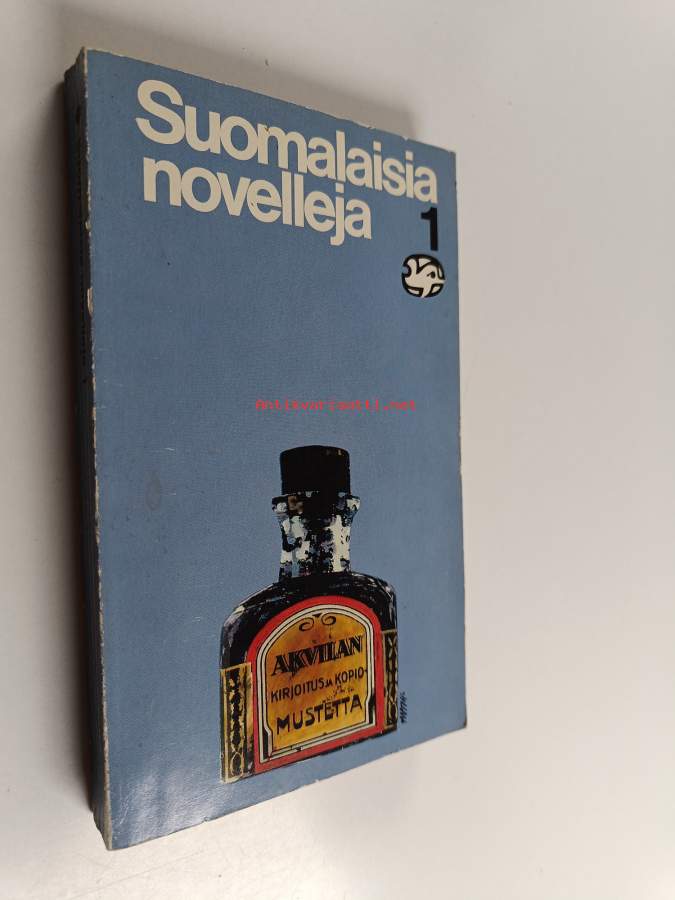 Suomalaisia
novelleja
1
Antikvariaatti.net
AKVILAN
KIRJOITUS JA KOPIO-
MUSTETTA